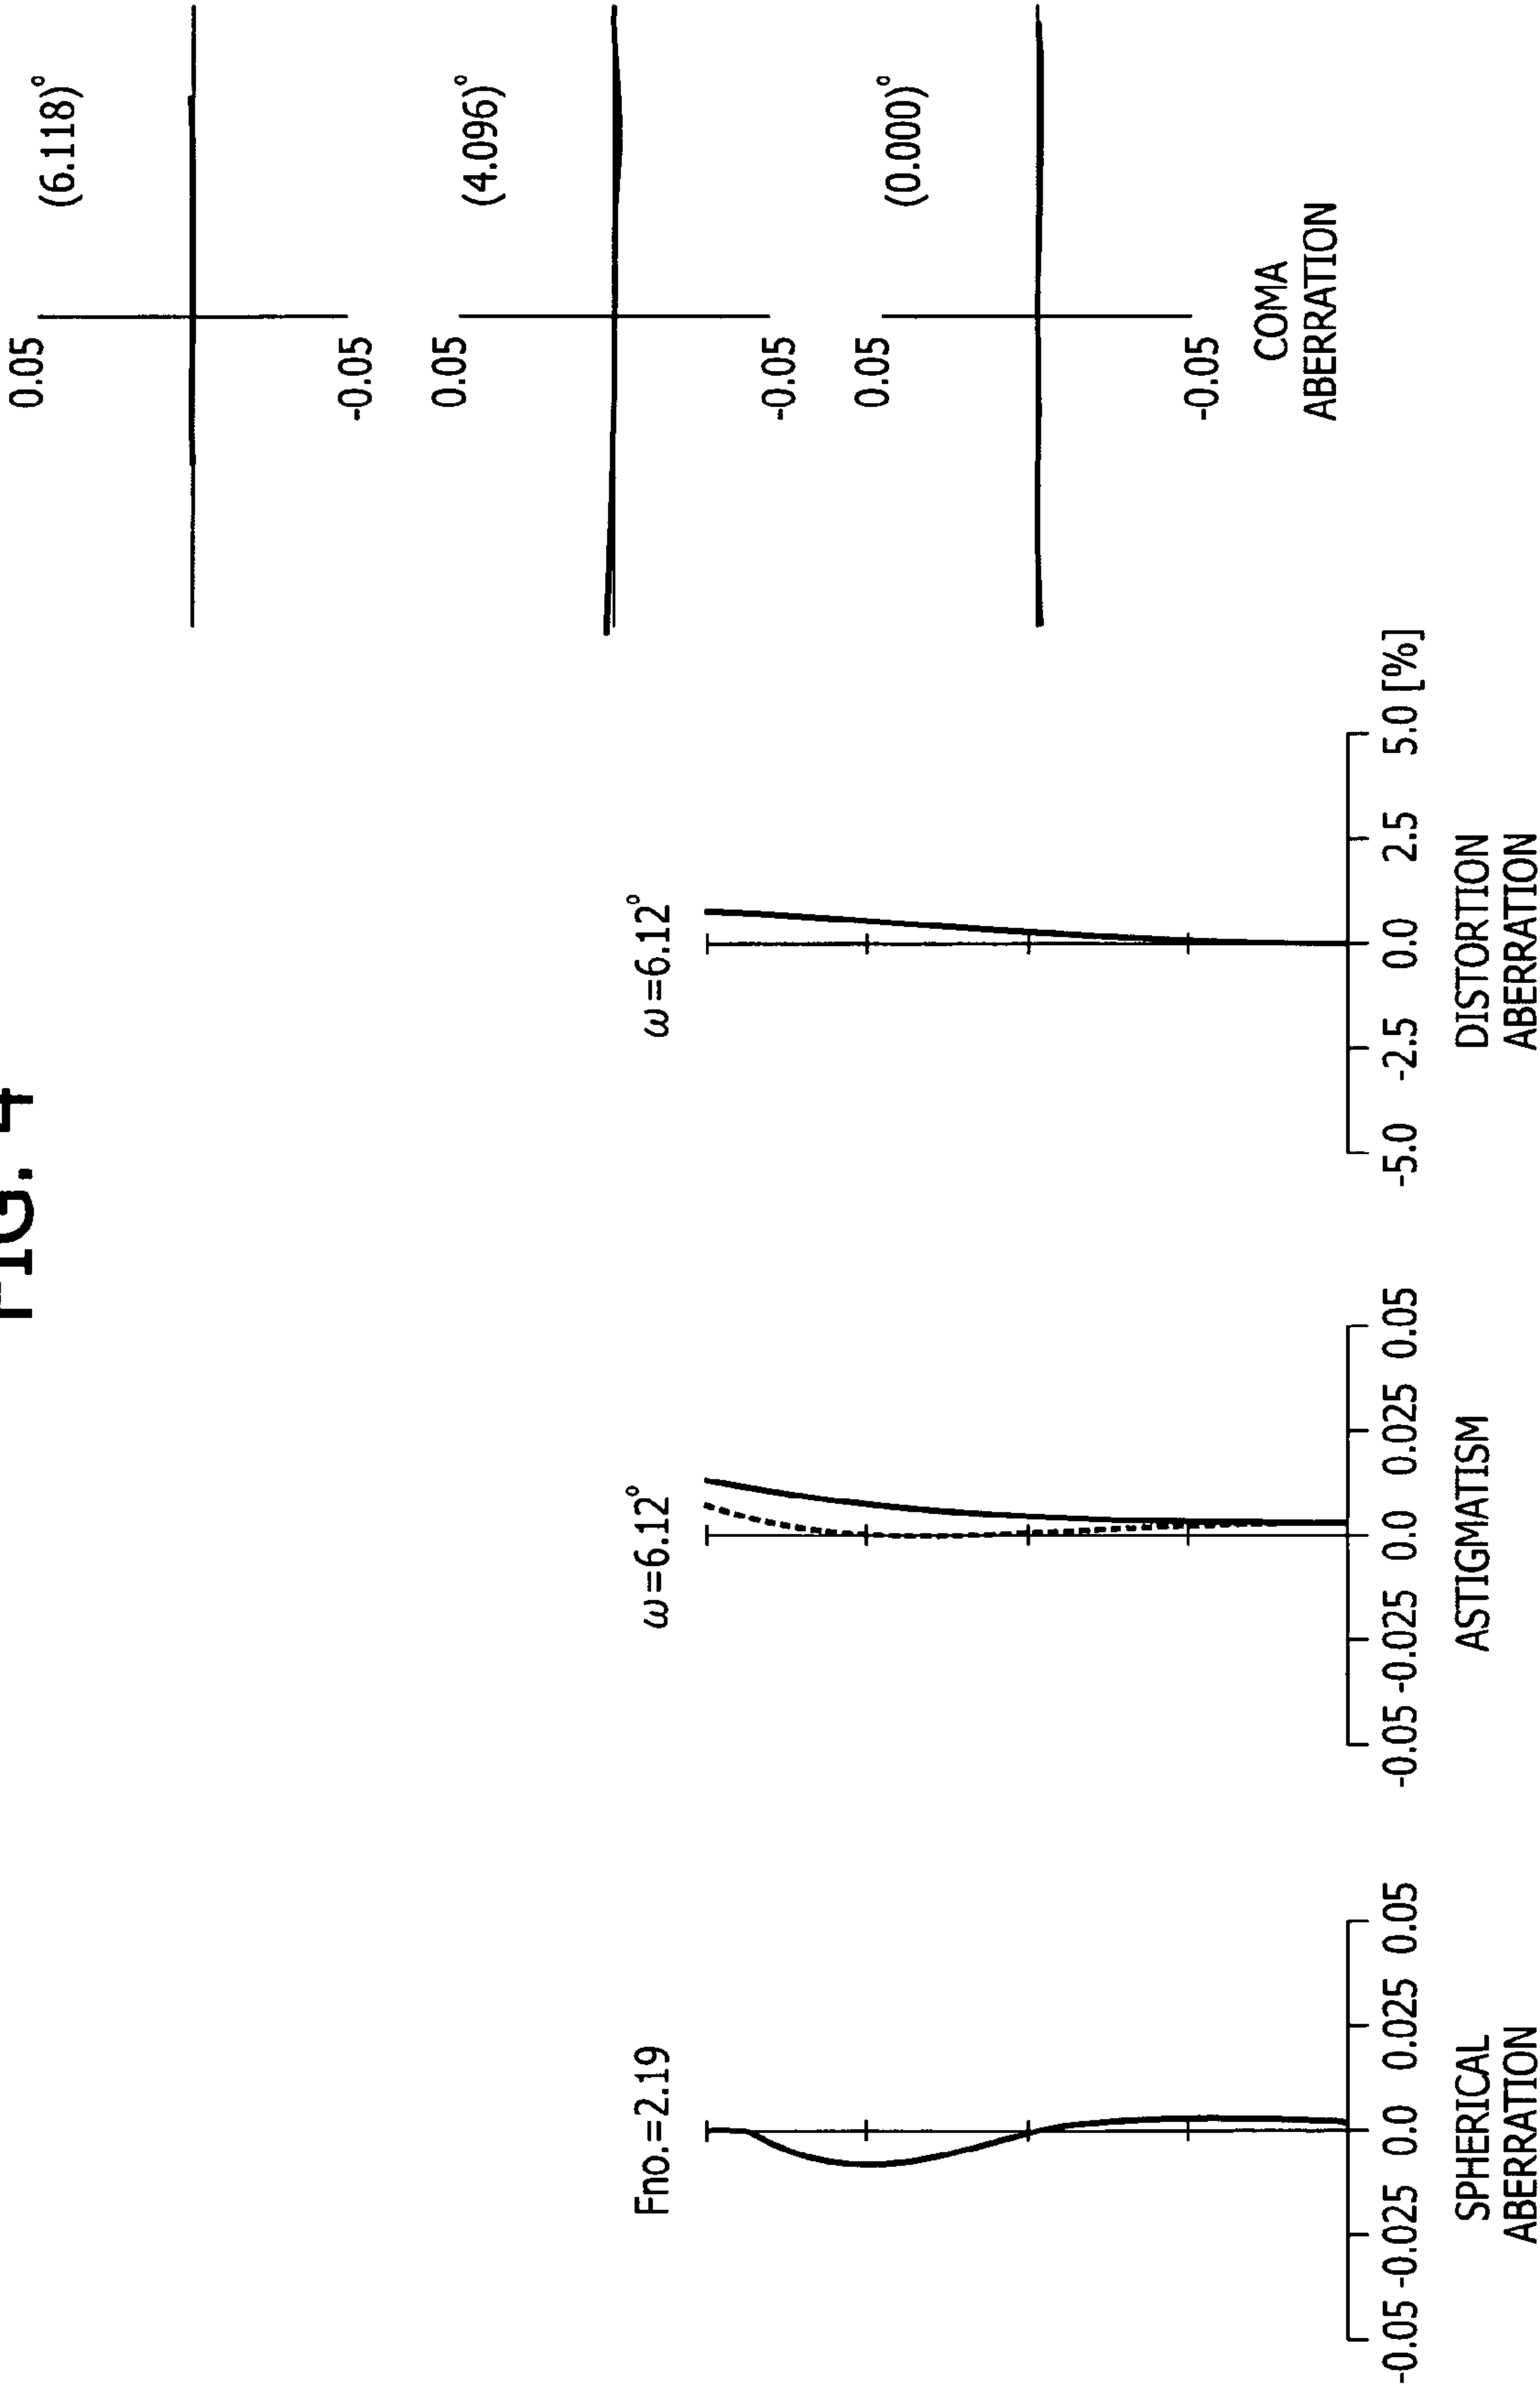 FIG. 4
Fno.=2.19
-0.05 -0.025 0.0 0.025 0.05
SPHERICAL
ABERRATION
ω=6.12°
-0.05 -0.025 0.0 0.025 0.05
ASTIGMATISM
ω=6.12°
-5.0 -2.5 0.0 2.5 5.0 [%]
DISTORTION
ABERRATION
0.05
(6.118)°
-0.05
0.05
(4.096)°
-0.05
0.05
(0.000)°
-0.05
COMA
ABERRATION